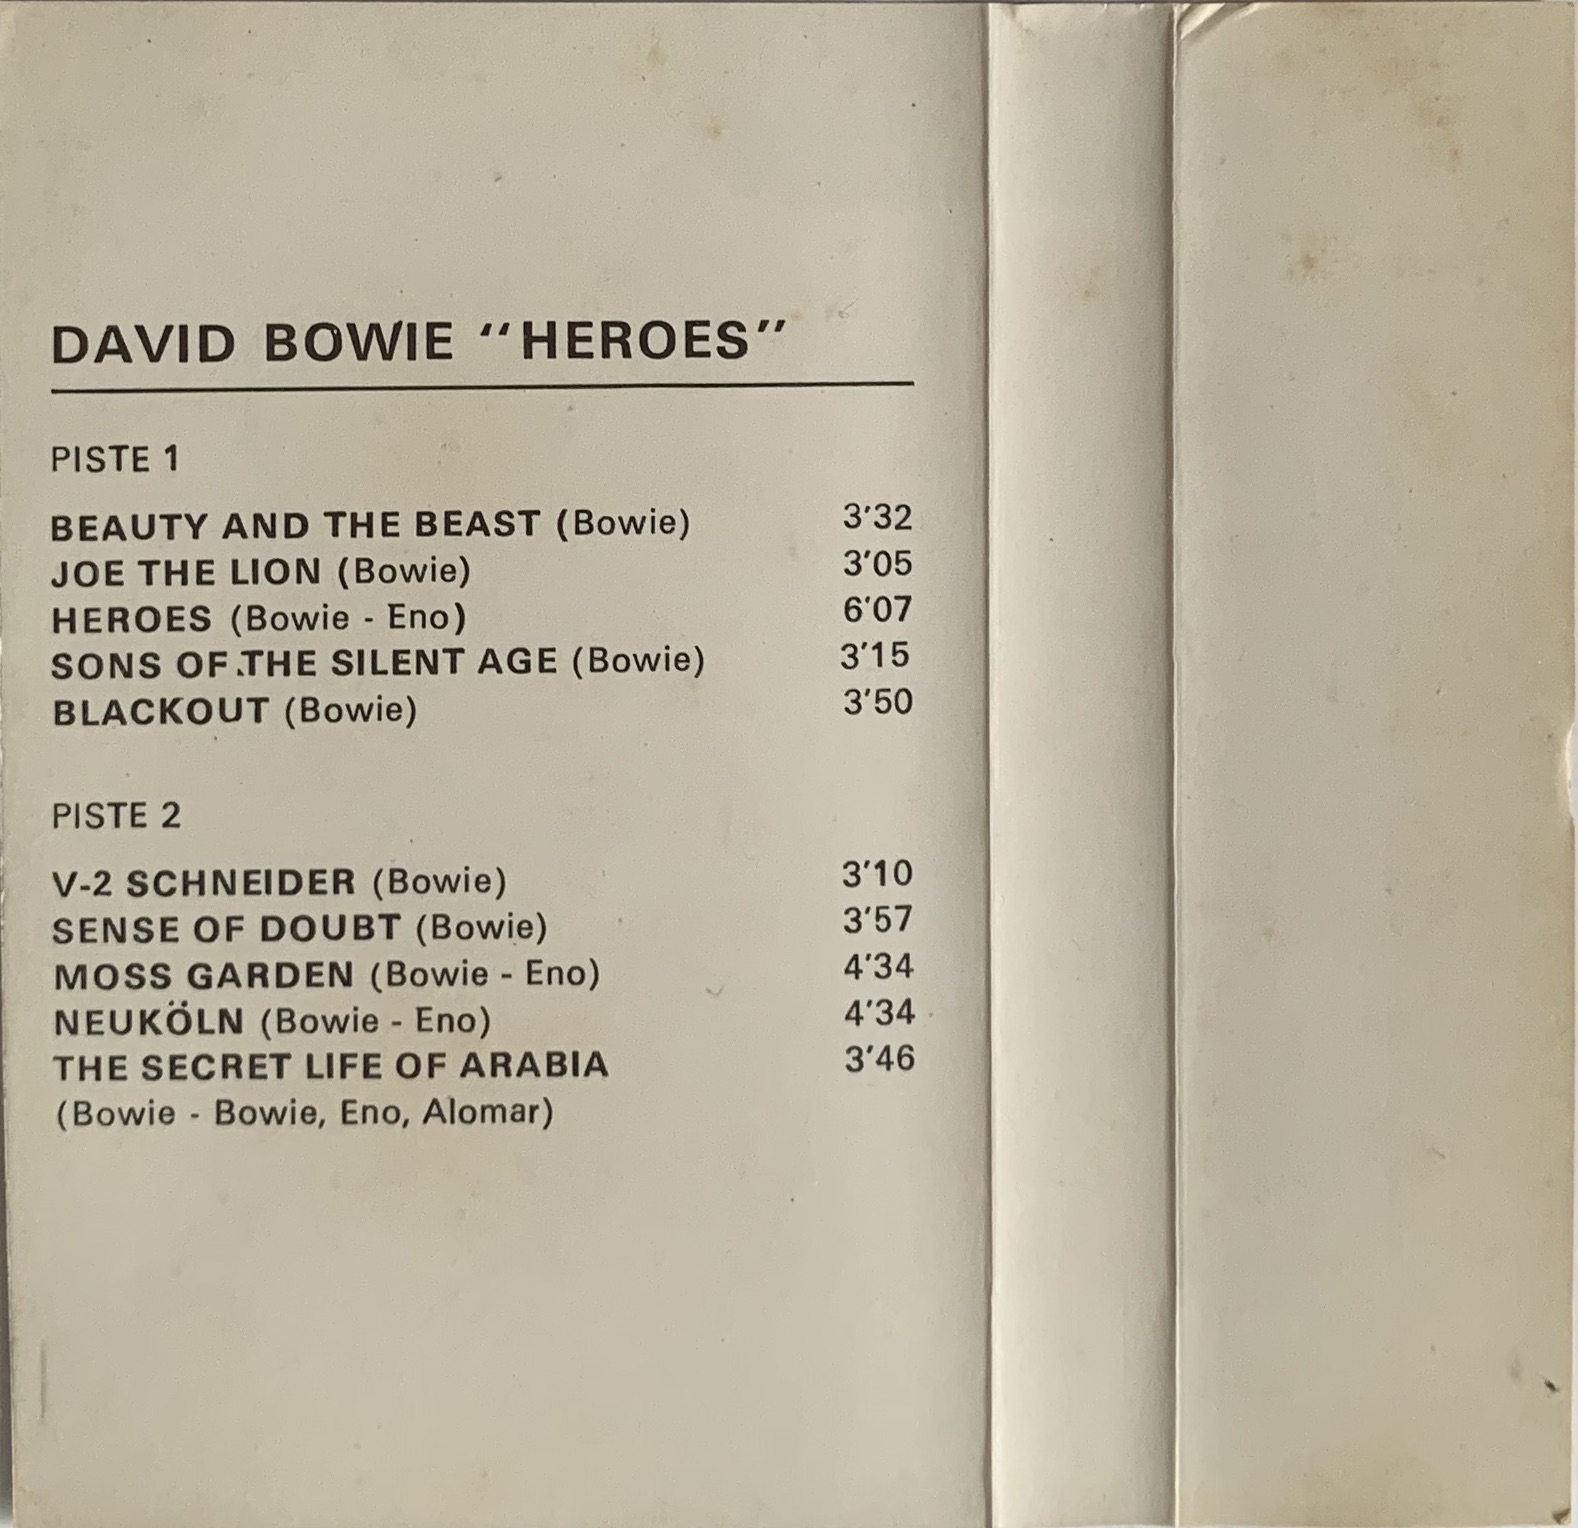 DAVID BOWIE “HEROES”
PISTE 1
BEAUTY AND THE BEAST (Bowie) 3'32
JOE THE LION (Bowie) 3'05
HEROES (Bowie - Eno) 6'07
SONS OF.THE SILENT AGE (Bowie) 3'15
BLACKOUT (Bowie) 3'50
PISTE 2
V-2 SCHNEIDER (Bowie) 3'10
SENSE OF DOUBT (Bowie) 3'57
MOSS GARDEN (Bowie - Eno) 4'34
NEUKÖLN (Bowie - Eno) 4'34
THE SECRET LIFE OF ARABIA 3'46
(Bowie - Bowie, Eno, Alomar)